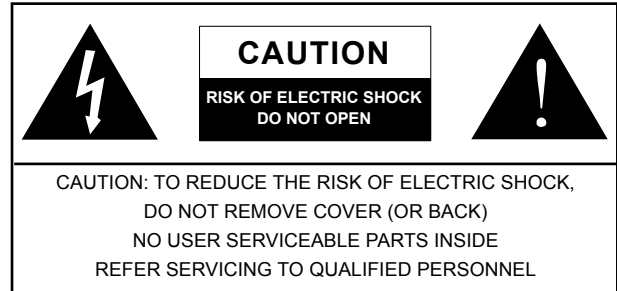 CAUTION
RISK OF ELECTRIC SHOCK
DO NOT OPEN
!
CAUTION: TO REDUCE THE RISK OF ELECTRIC SHOCK,
DO NOT REMOVE COVER (OR BACK)
NO USER SERVICEABLE PARTS INSIDE
REFER SERVICING TO QUALIFIED PERSONNEL